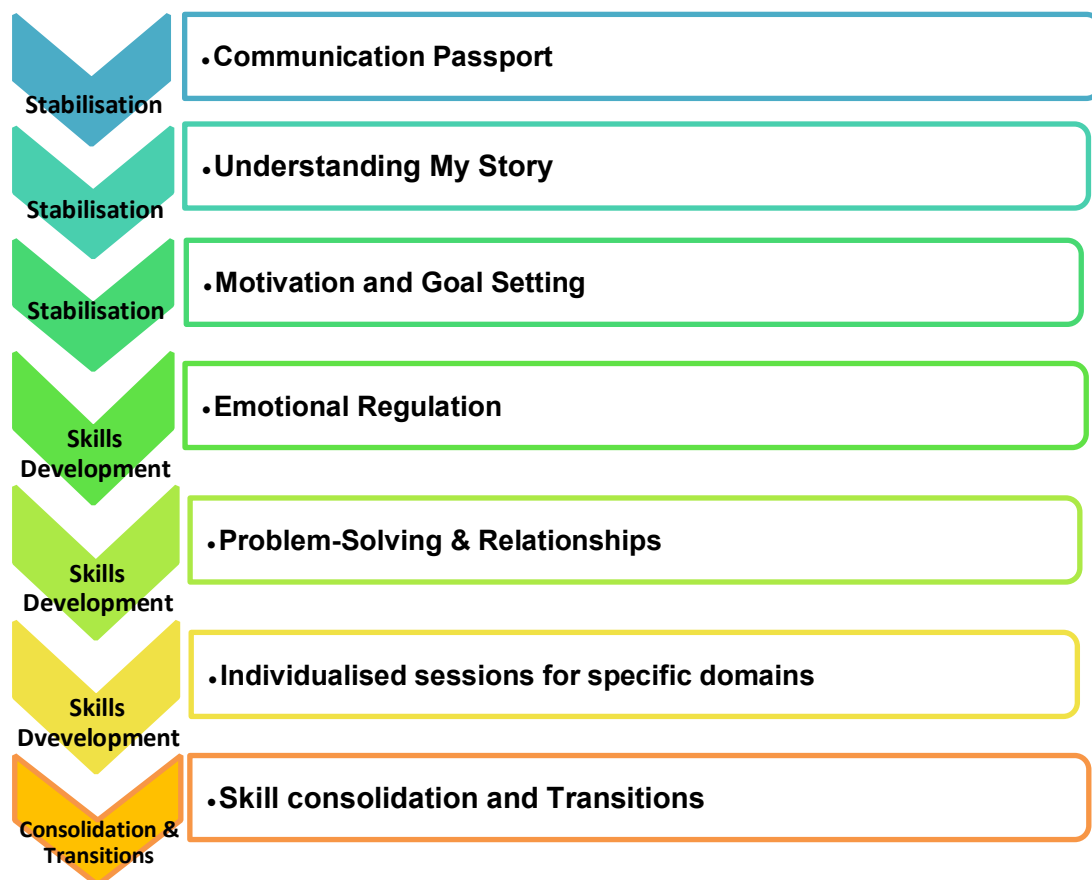 •Communication Passport
Stabilisation
•Understanding My Story
Stabilisation
•Motivation and Goal Setting
Stabilisation
•Emotional Regulation
Skills
Development
•Problem-Solving & Relationships
Skills
Development
•Individualised sessions for specific domains
Skills
Dvevelopment
•Skill consolidation and Transitions
Consolidation &
Transitions